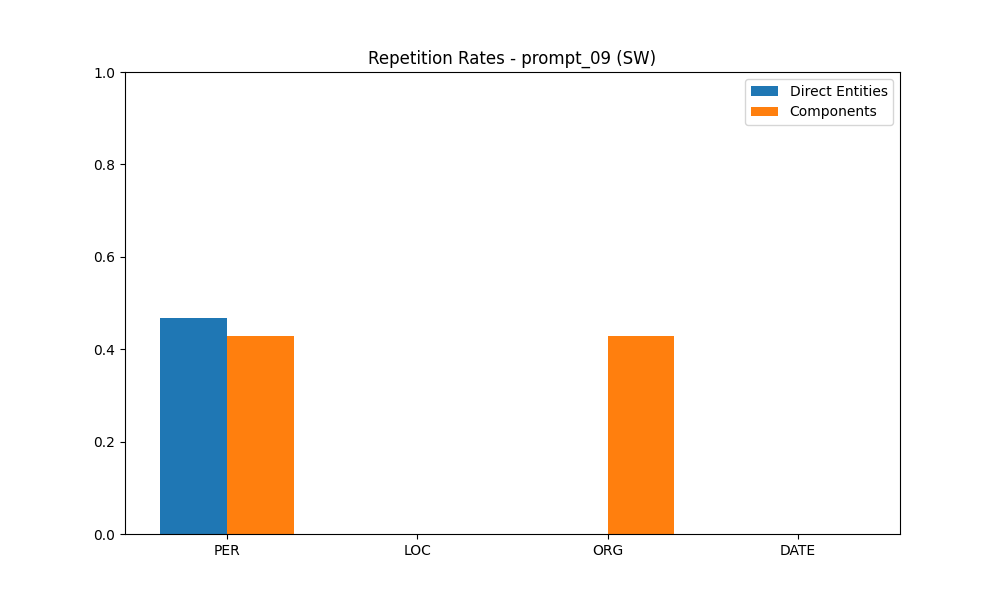 Repetition Rates - prompt_09 (SW)
Direct Entities
Components
1.0
0.8
0.6
0.4
0.2
0.0
PER LOC ORG DATE